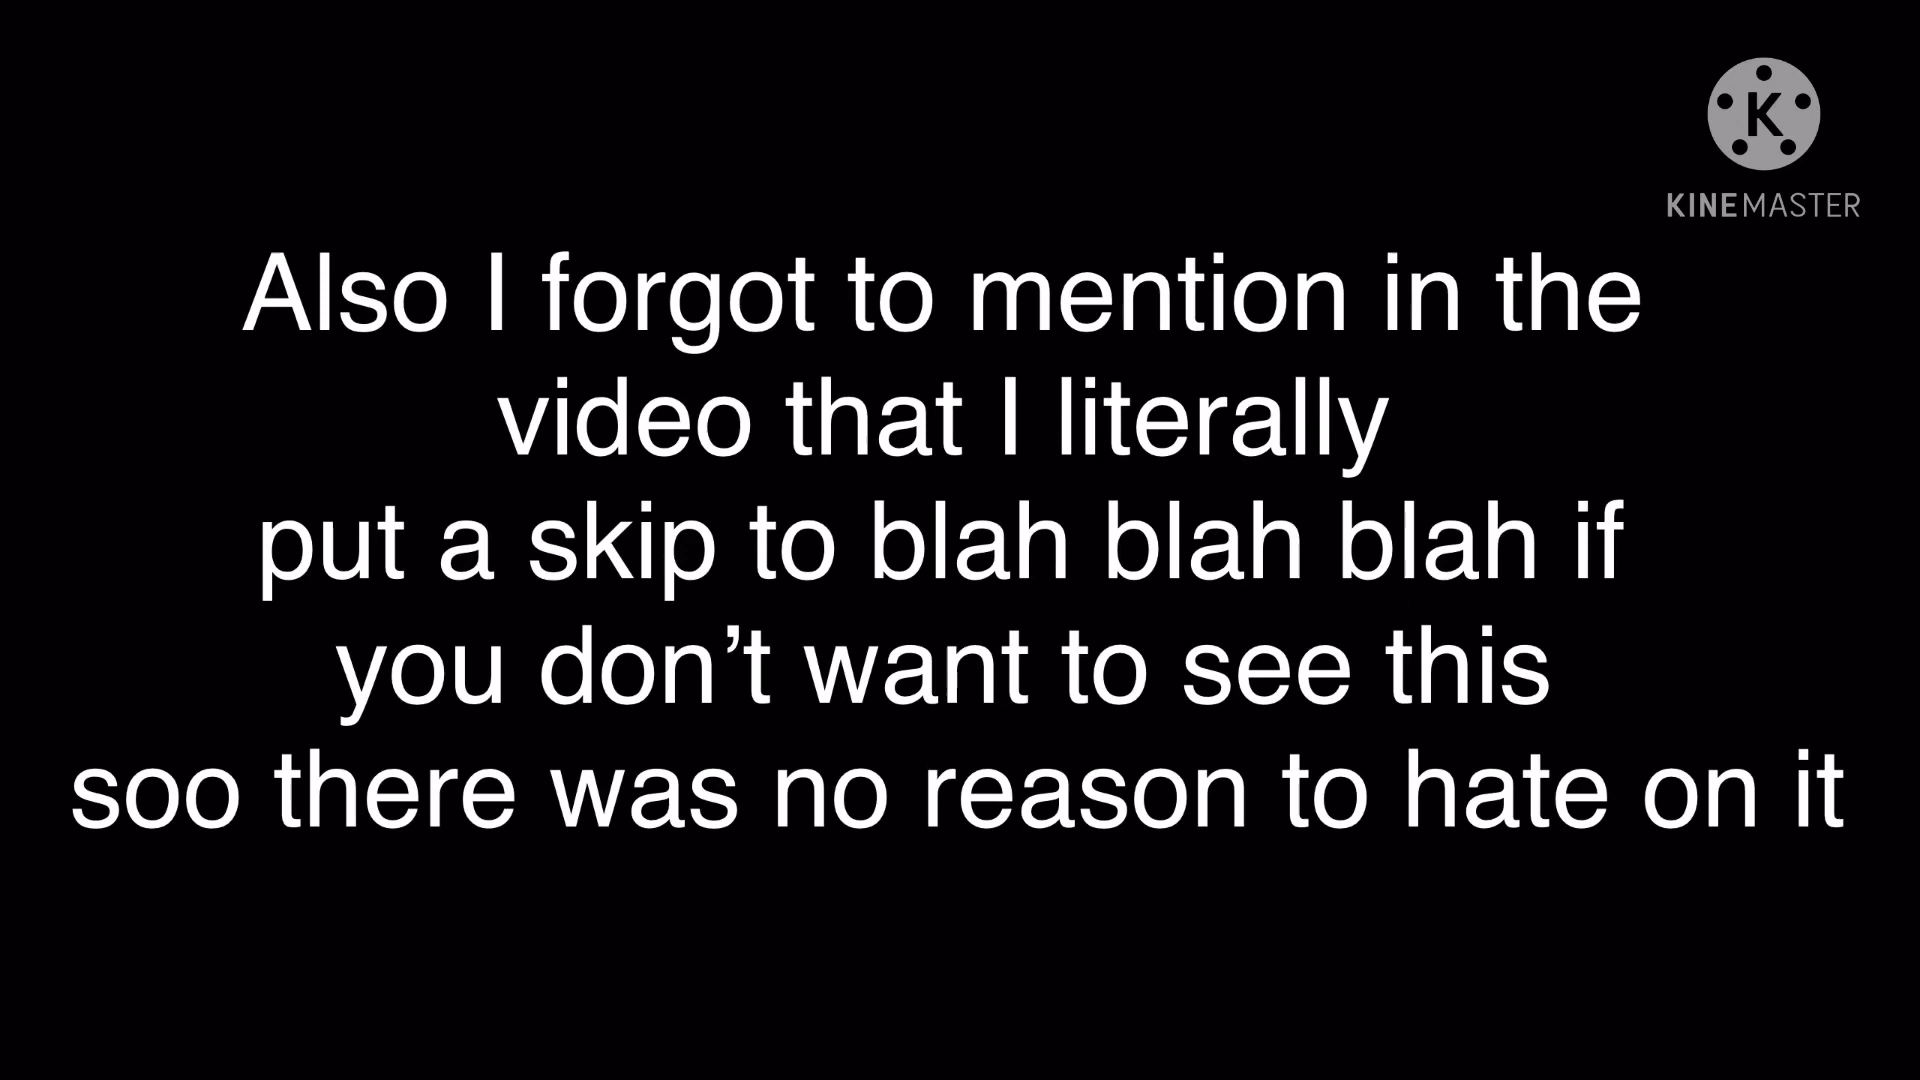 K
KINEMASTER
Also I forgot to mention in the
video that I literally
put a skip to blah blah blah if
you don’t want to see this
soo there was no reason to hate on it